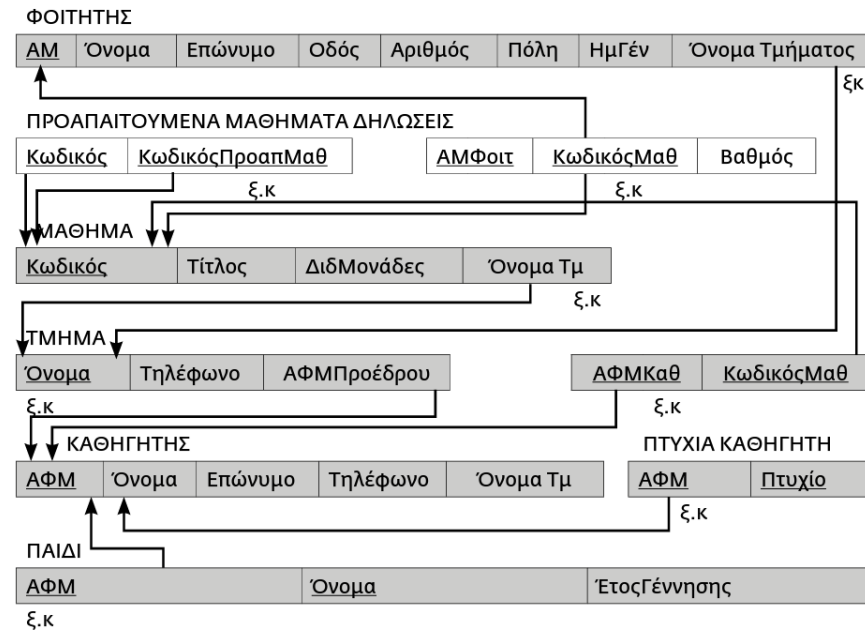 ΦΟΙΤΗΤΗΣ
ΑΜ Όνομα Επώνυμο Οδός Αριθμός Πόλη ΗμΓέν Όνομα Τμήματος
ξκ
ΠΡΟΑΠΑΙΤΟΥΜΕΝΑ ΜΑΘΗΜΑΤΑ ΔΗΛΩΣΕΙΣ
Κωδικός ΚωδικόςΠροαπΜαθ ΑΜΦοιτ ΚωδικόςΜαθ Βαθμός
ξ.κ ξ.κ
ΜΑΘΗΜΑ
Κωδικός Τίτλος ΔιδΜονάδες Όνομα Τμ
ξ.κ
ΤΜΗΜΑ
Όνομα Τηλέφωνο ΑΦΜΠροέδρου ΑΦΜΚαθ ΚωδικόςΜαθ
ξ.κ ξ.κ
ΚΑΘΗΓΗΤΗΣ ΠΤΥΧΙΑ ΚΑΘΗΓΗΤΗ
ΑΦΜ Όνομα Επώνυμο Τηλέφωνο Όνομα Τμ ΑΦΜ Πτυχίο
ξ.κ
ΠΑΙΔΙ
ΑΦΜ Όνομα ΈτοςΓέννησης
ξ.κ